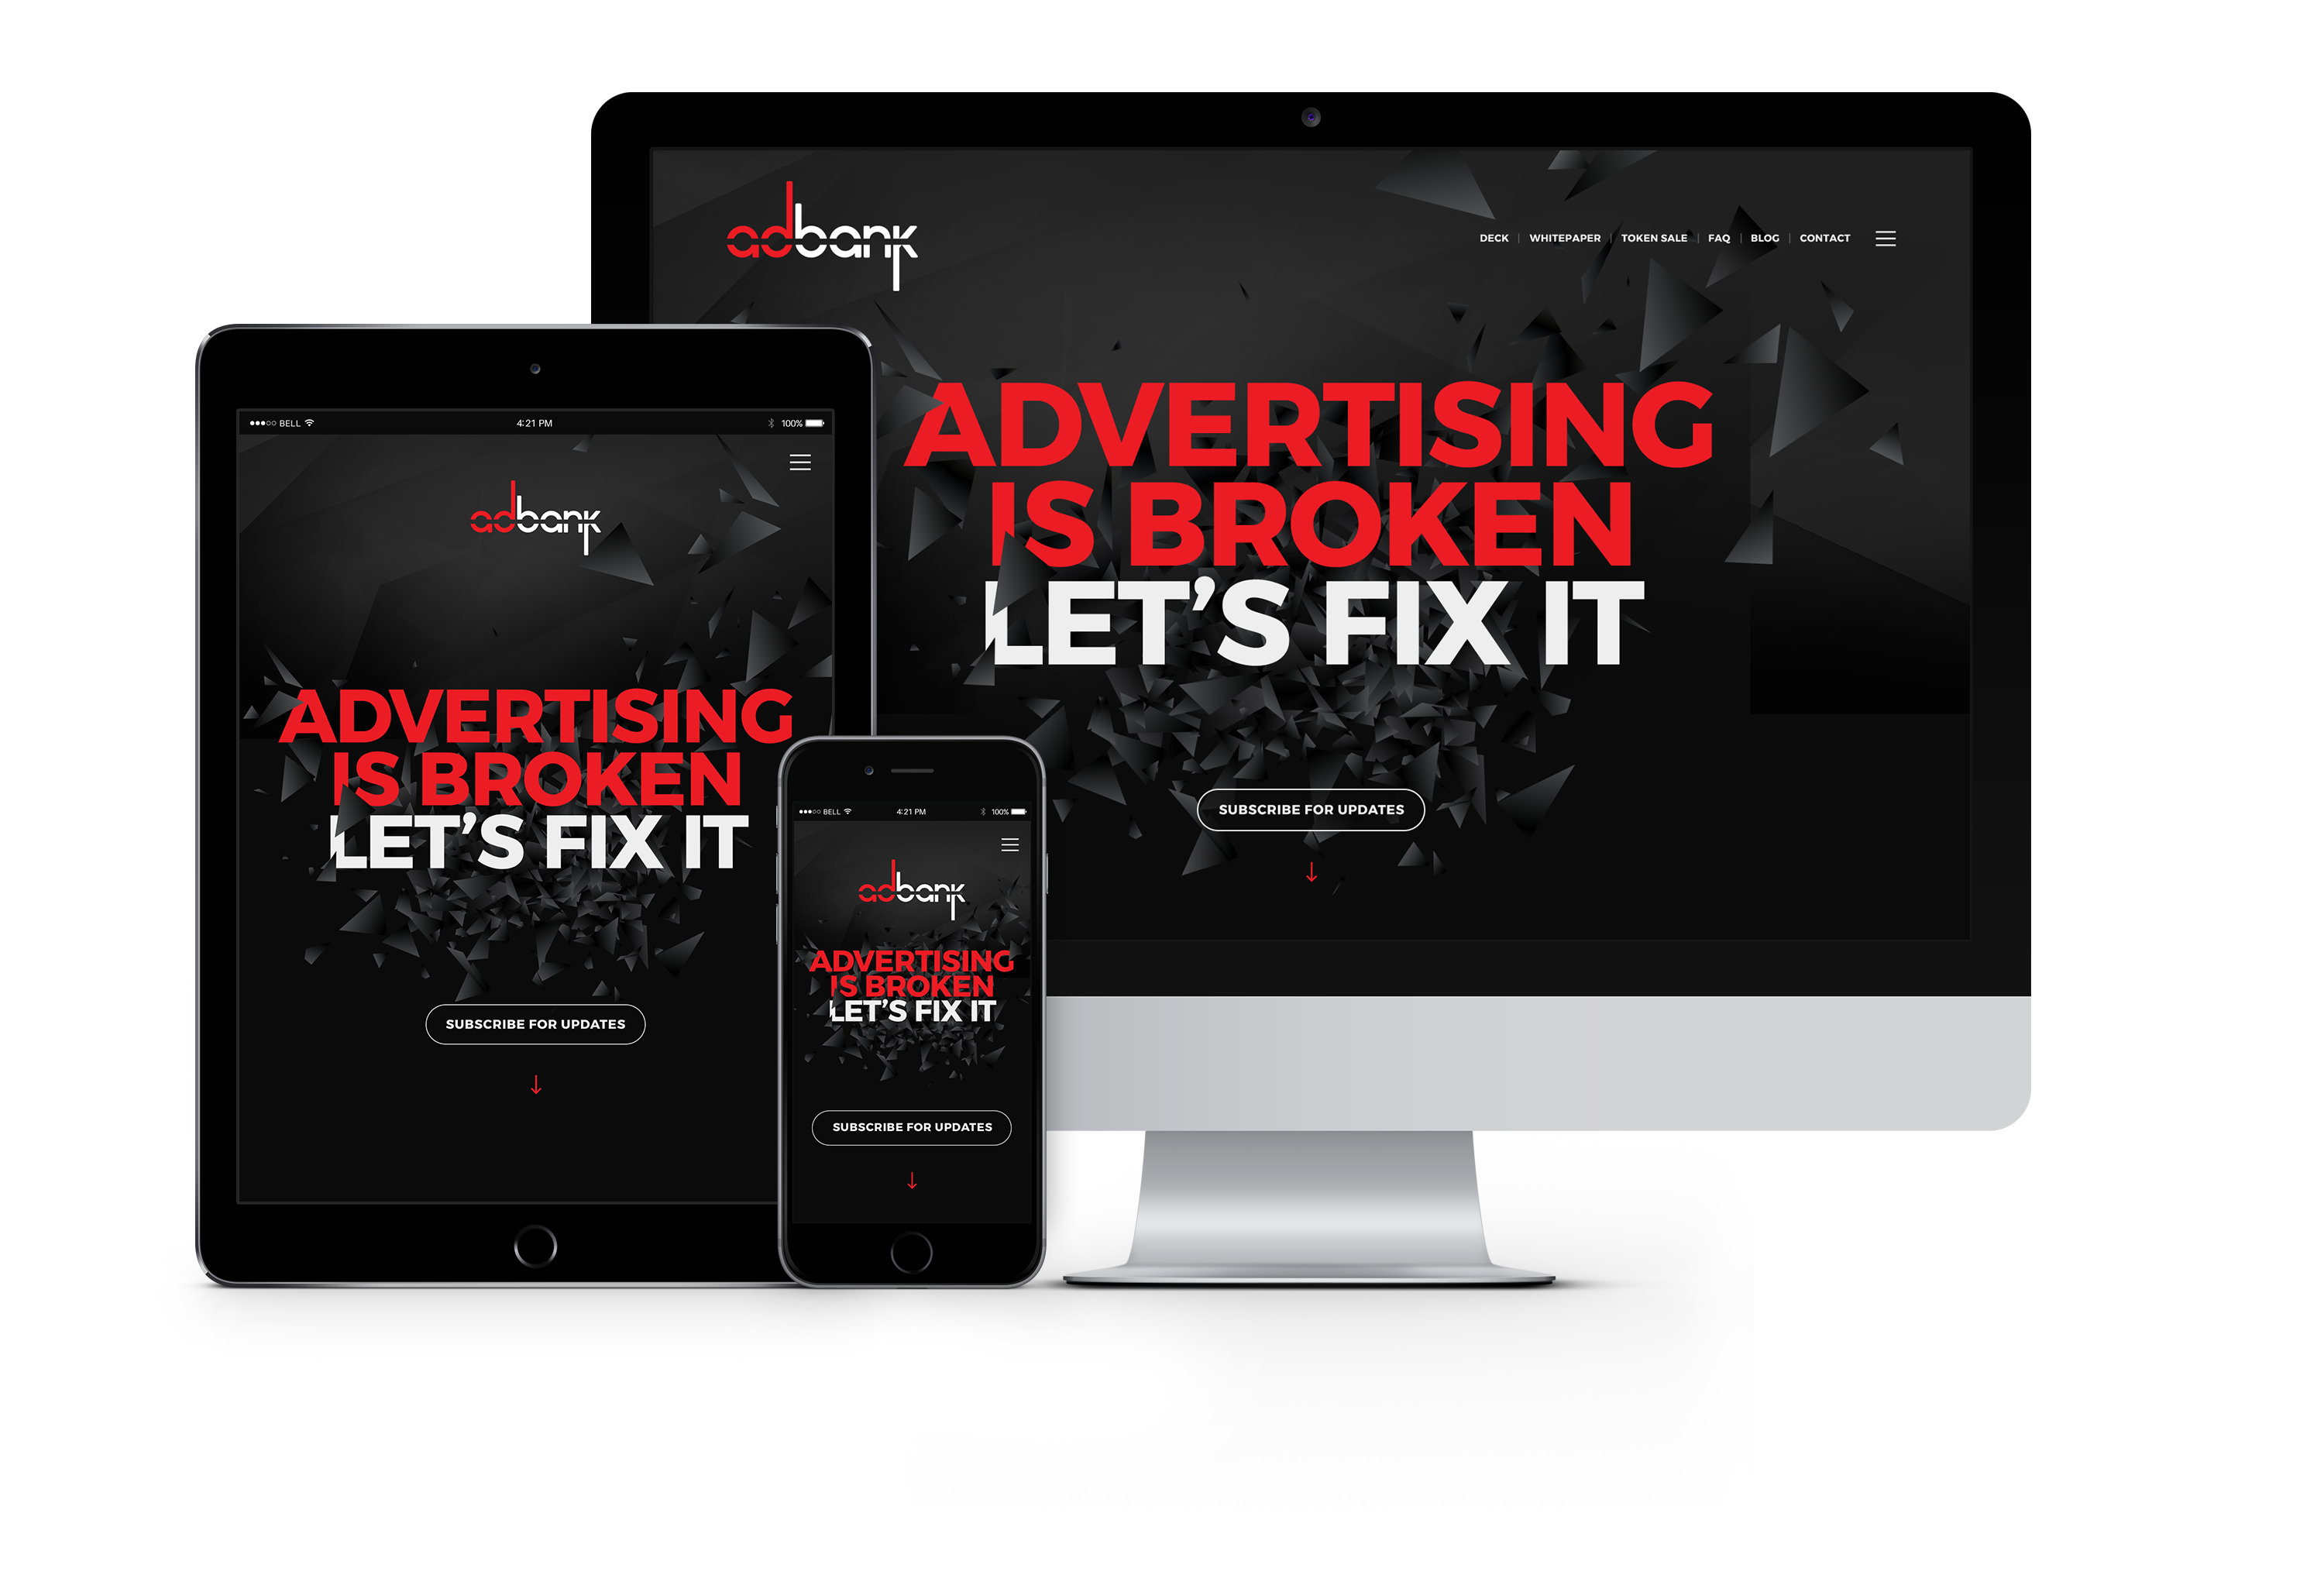 adbank
DECK | WHITEPAPER | TOKEN SALE | FAQ | BLOG | CONTACT
ADVERTISING
IS BROKEN
LET’S FIX IT
SUBSCRIBE FOR UPDATES
BELL 4:21 PM 100%
adbank
ADVERTISING
IS BROKEN
LET’S FIX IT
SUBSCRIBE FOR UPDATES
BELL 4:21 PM 100%
adbank
ADVERTISING
IS BROKEN
LET’S FIX IT
SUBSCRIBE FOR UPDATES